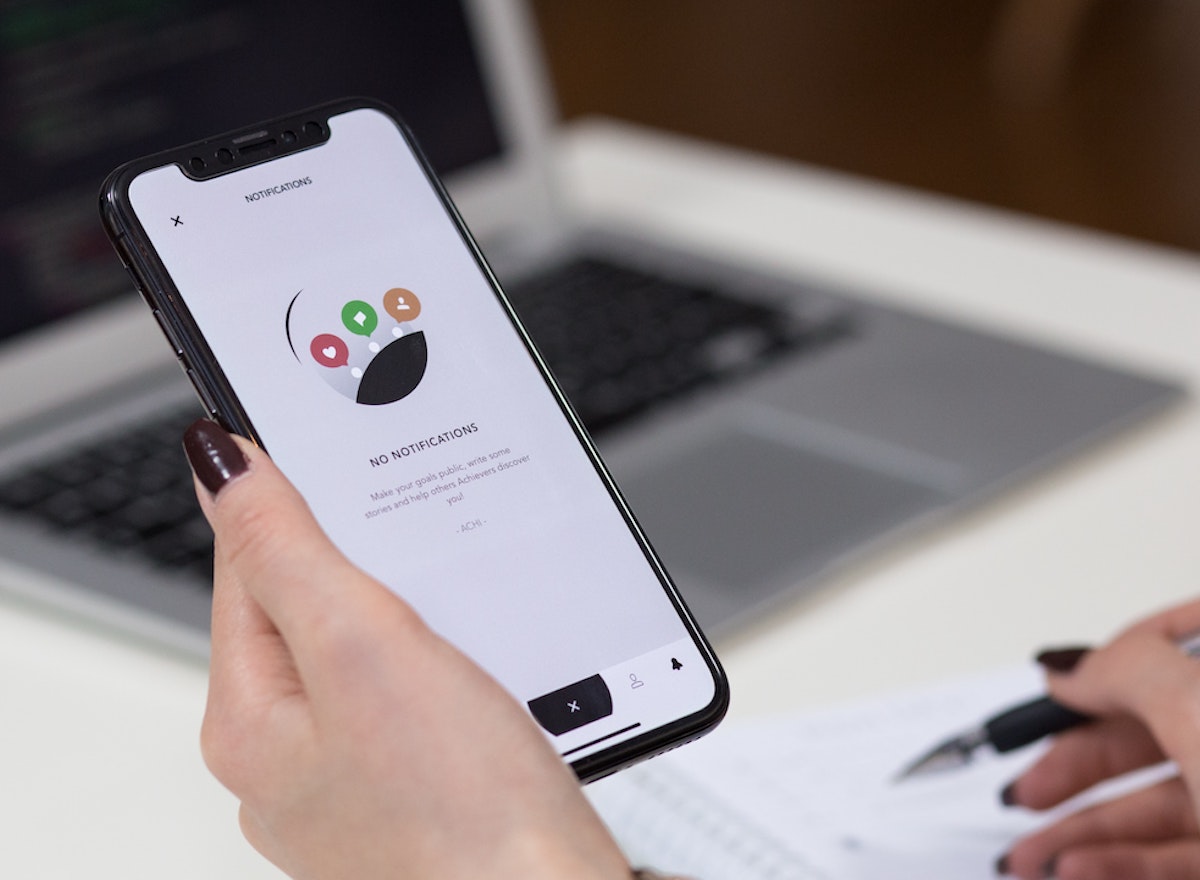 NOTIFICATIONS
NO NOTIFICATIONS
Make your goals public, write some
stories and help others Achievers discover
you!
- ACHI -